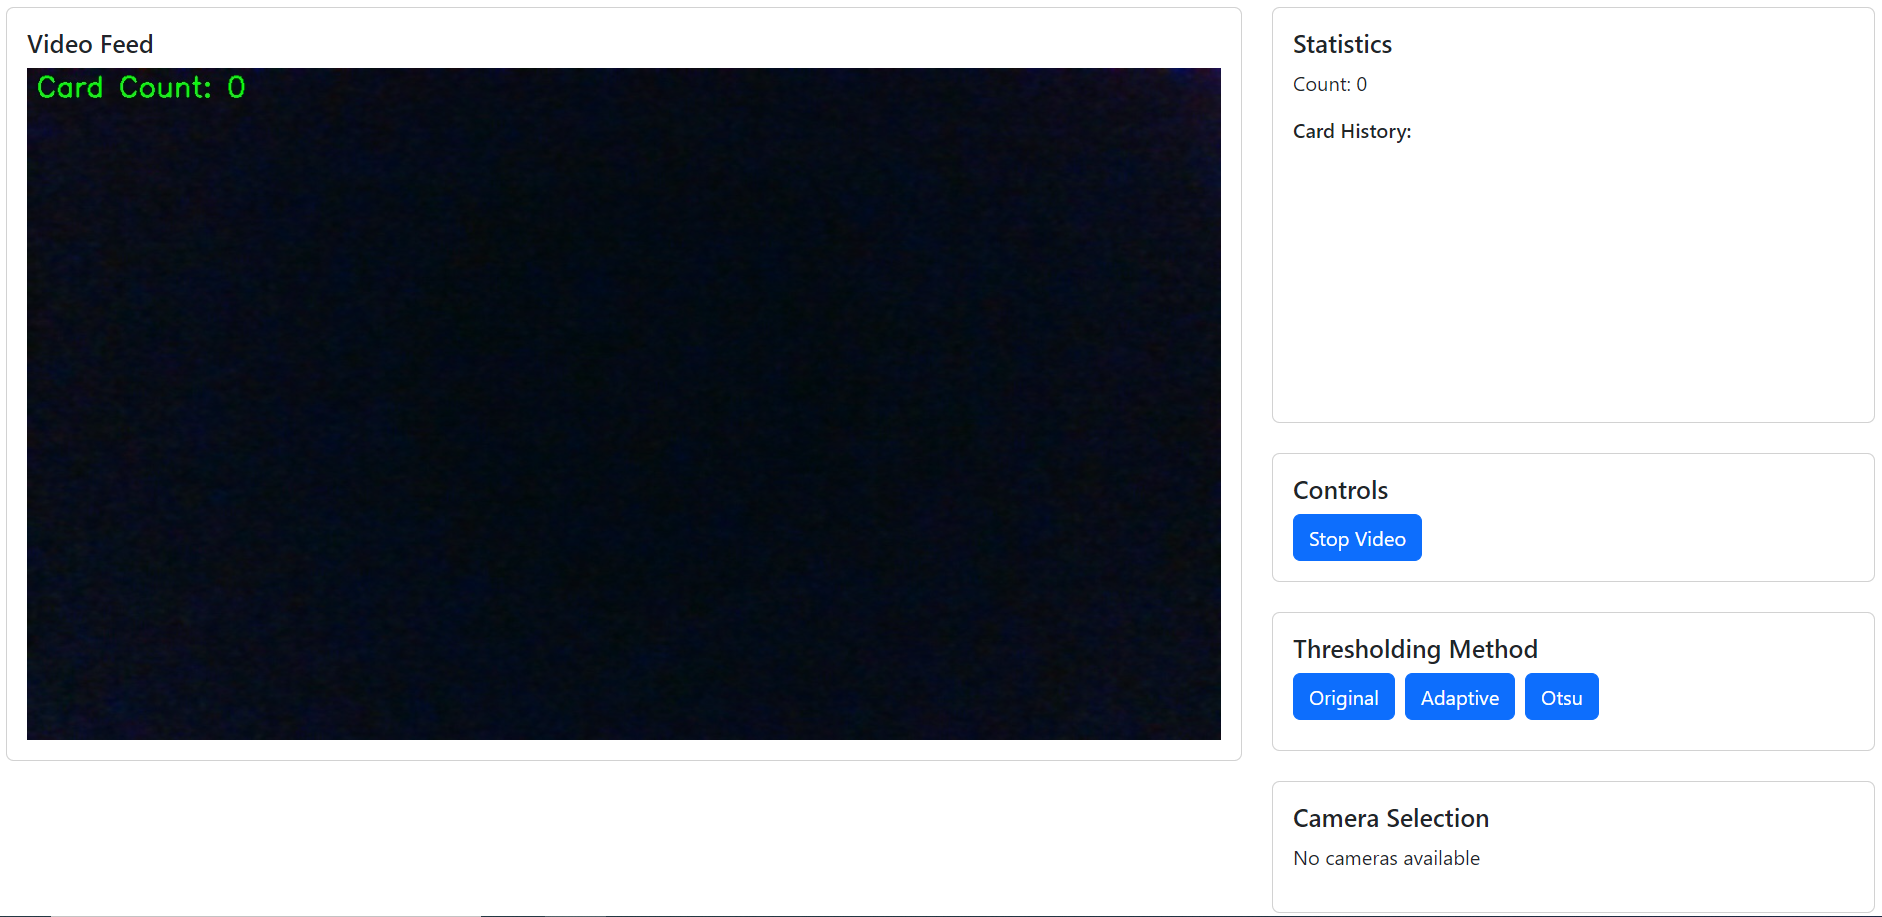 Video Feed
Card Count: 0
Statistics
Count: 0
Card History:
Controls
Stop Video
Thresholding Method
Original Adaptive Otsu
Camera Selection
No cameras available